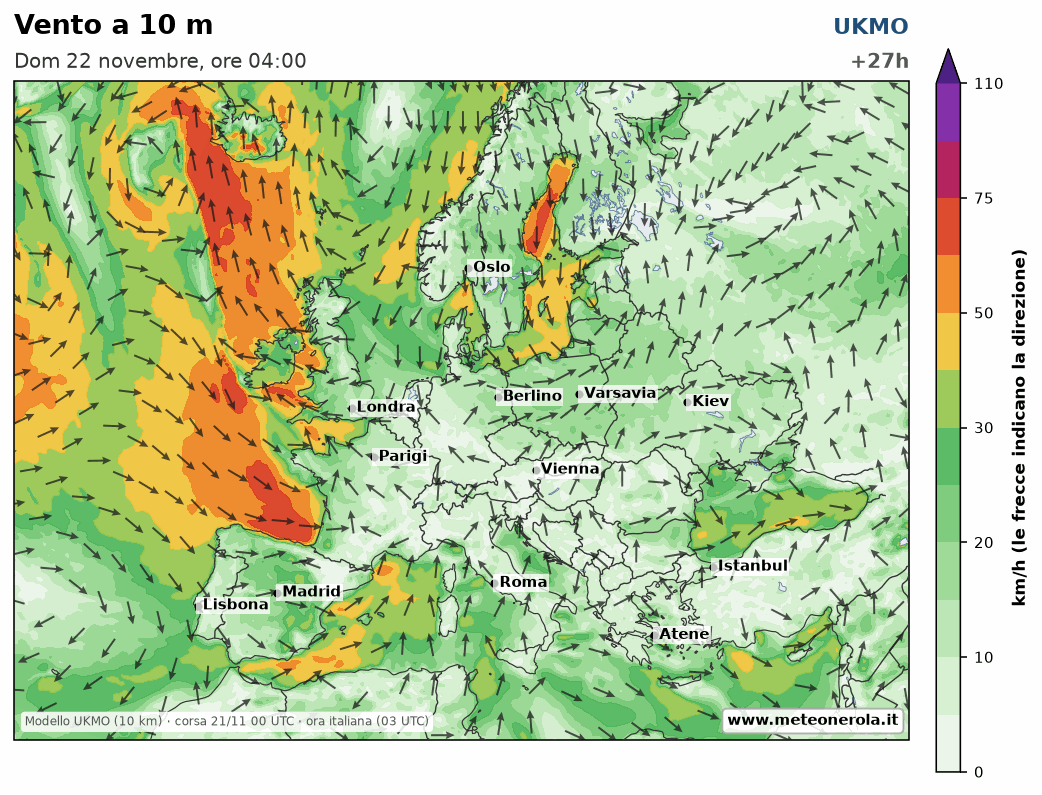 Vento a 10 m
UKMO
Dom 22 novembre, ore 04:00
+27h
110
75
50
30
20
10
0
km/h (le frecce indicano la direzione)
Oslo
Londra
Berlino
Varsavia
Kiev
Parigi
Vienna
Istanbul
Roma
Madrid
Lisbona
Atene
Modello UKMO (10 km) · corsa 21/11 00 UTC · ora italiana (03 UTC)
www.meteonerola.it